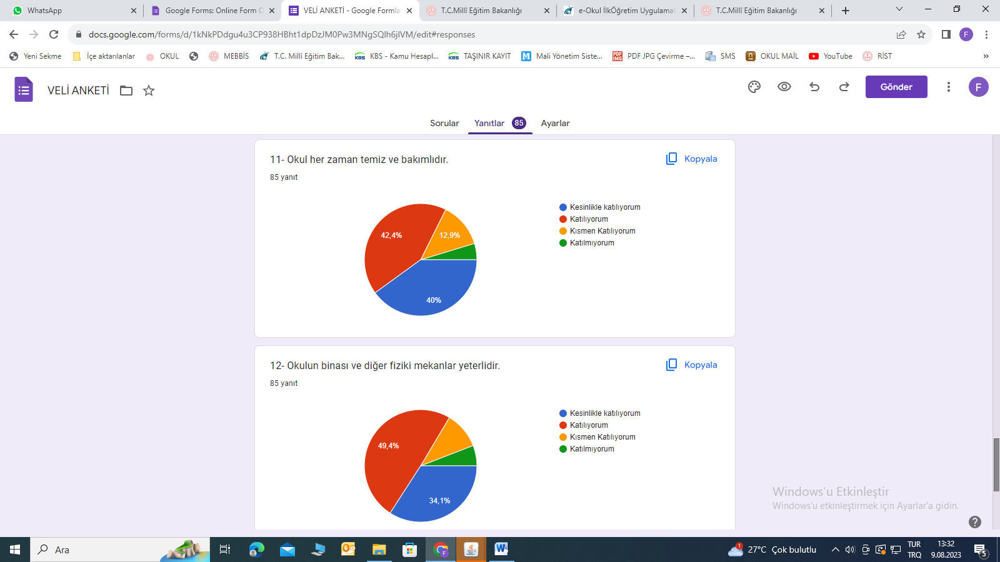 WhatsApp
Google Forms: Online Form C
VELİ ANKETİ - Google Formla
T.C.Millî Eğitim Bakanlığı
e-Okul İlkÖğretim Uygulamal
T.C.Millî Eğitim Bakanlığı
docs.google.com/forms/d/1kNkPDdgu4u3CP938HBht1dpDzJM0Pw3MNgSQIh6jlVM/edit#responses
F
Yeni Sekme
İçe aktarılanlar
OKUL
MEBBİS
T.C. Millî Eğitim Bak...
KBS - Kamu Hesapl...
TAŞINIR KAYIT
Mali Yönetim Siste...
PDF JPG Çevirme –...
SMS
OKUL MAİL
YouTube
RİST
VELİ ANKETİ
Gönder
F
Sorular
Yanıtlar 85
Ayarlar
11- Okul her zaman temiz ve bakımlıdır.
Kopyala
85 yanıt
Kesinlikle katılıyorum
Katılıyorum
Kısmen Katılıyorum
Katılmıyorum
42,4%
12,9%
40%
12- Okulun binası ve diğer fiziki mekanlar yeterlidir.
Kopyala
85 yanıt
Kesinlikle katılıyorum
Katılıyorum
Kısmen Katılıyorum
Katılmıyorum
49,4%
34,1%
Windows'u Etkinleştir
Windows'u etkinleştirmek için Ayarlar'a gidin.
Ara
1
27°C Çok bulutlu
TUR
TRQ
13:32
9.08.2023
5